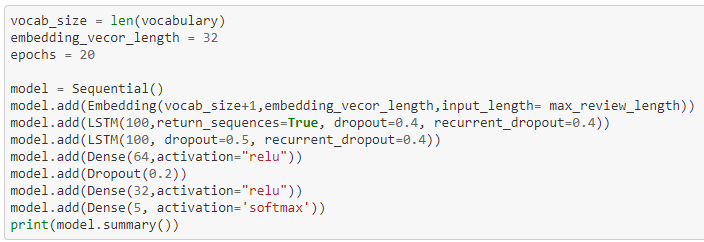 vocab_size = len(vocabulary)
embedding_vecor_length = 32
epochs = 20
model = Sequential()
model.add(Embedding(vocab_size+1,embedding_vecor_length,input_length= max_review_length))
model.add(LSTM(100,return_sequences=True, dropout=0.4, recurrent_dropout=0.4))
model.add(LSTM(100, dropout=0.5, recurrent_dropout=0.4))
model.add(Dense(64,activation="relu"))
model.add(Dropout(0.2))
model.add(Dense(32,activation="relu"))
model.add(Dense(5, activation='softmax'))
print(model.summary())